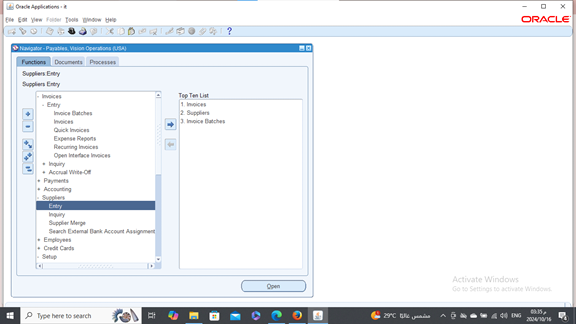 Oracle Applications - it
File Edit View Folder Tools Window Help
ORACLE
Navigator - Payables, Vision Operations (USA)
Functions Documents Processes
Suppliers Entry
Suppliers Entry
- Invoices
- Entry
Invoice Batches
Invoices
Quick Invoices
Expense Reports
Recurring Invoices
Open Interface Invoices
+ Inquiry
+ Accrual Write-Off
+ Payments
+ Accounting
- Suppliers
Entry
Inquiry
Supplier Merge
Search External Bank Account Assignment
+ Employees
+ Credit Cards
- Setup
Top Ten List
1. Invoices
2. Suppliers
3. Invoice Batches
Open
Activate Windows
Go to Settings to activate Windows.
Type here to search
29°C مشمس غالبًا
ENG
03:35 م
2024/10/16